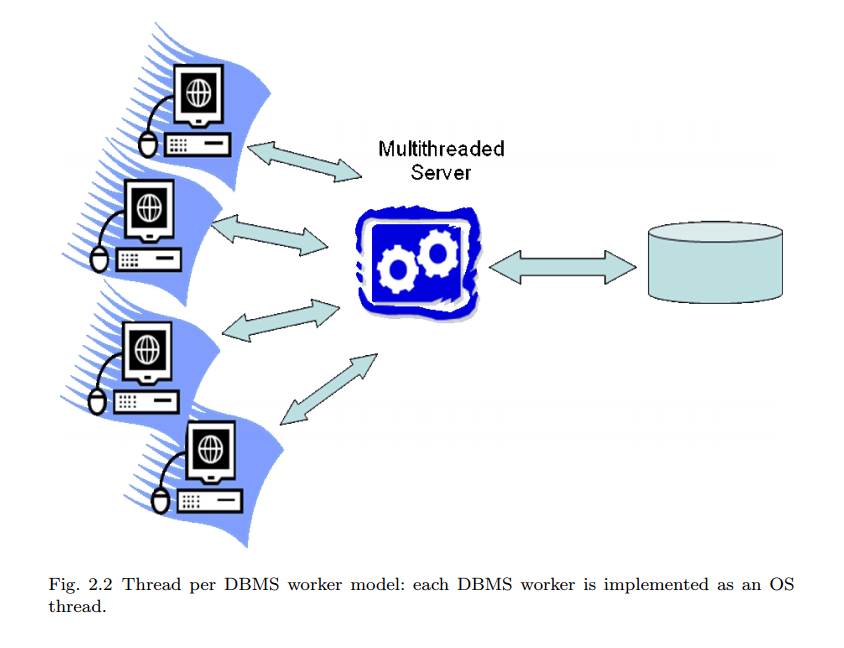 Multithreaded
Server
Fig. 2.2 Thread per DBMS worker model: each DBMS worker is implemented as an OS
thread.